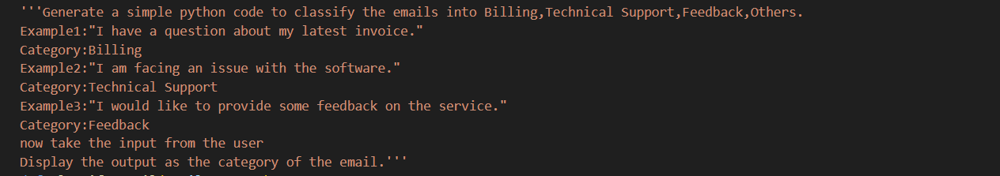 '''Generate a simple python code to classify the emails into Billing,Technical Support,Feedback,Others.
Example1:"I have a question about my latest invoice."
Category:Billing
Example2:"I am facing an issue with the software."
Category:Technical Support
Example3:"I would like to provide some feedback on the service."
Category:Feedback
now take the input from the user
Display the output as the category of the email.'''